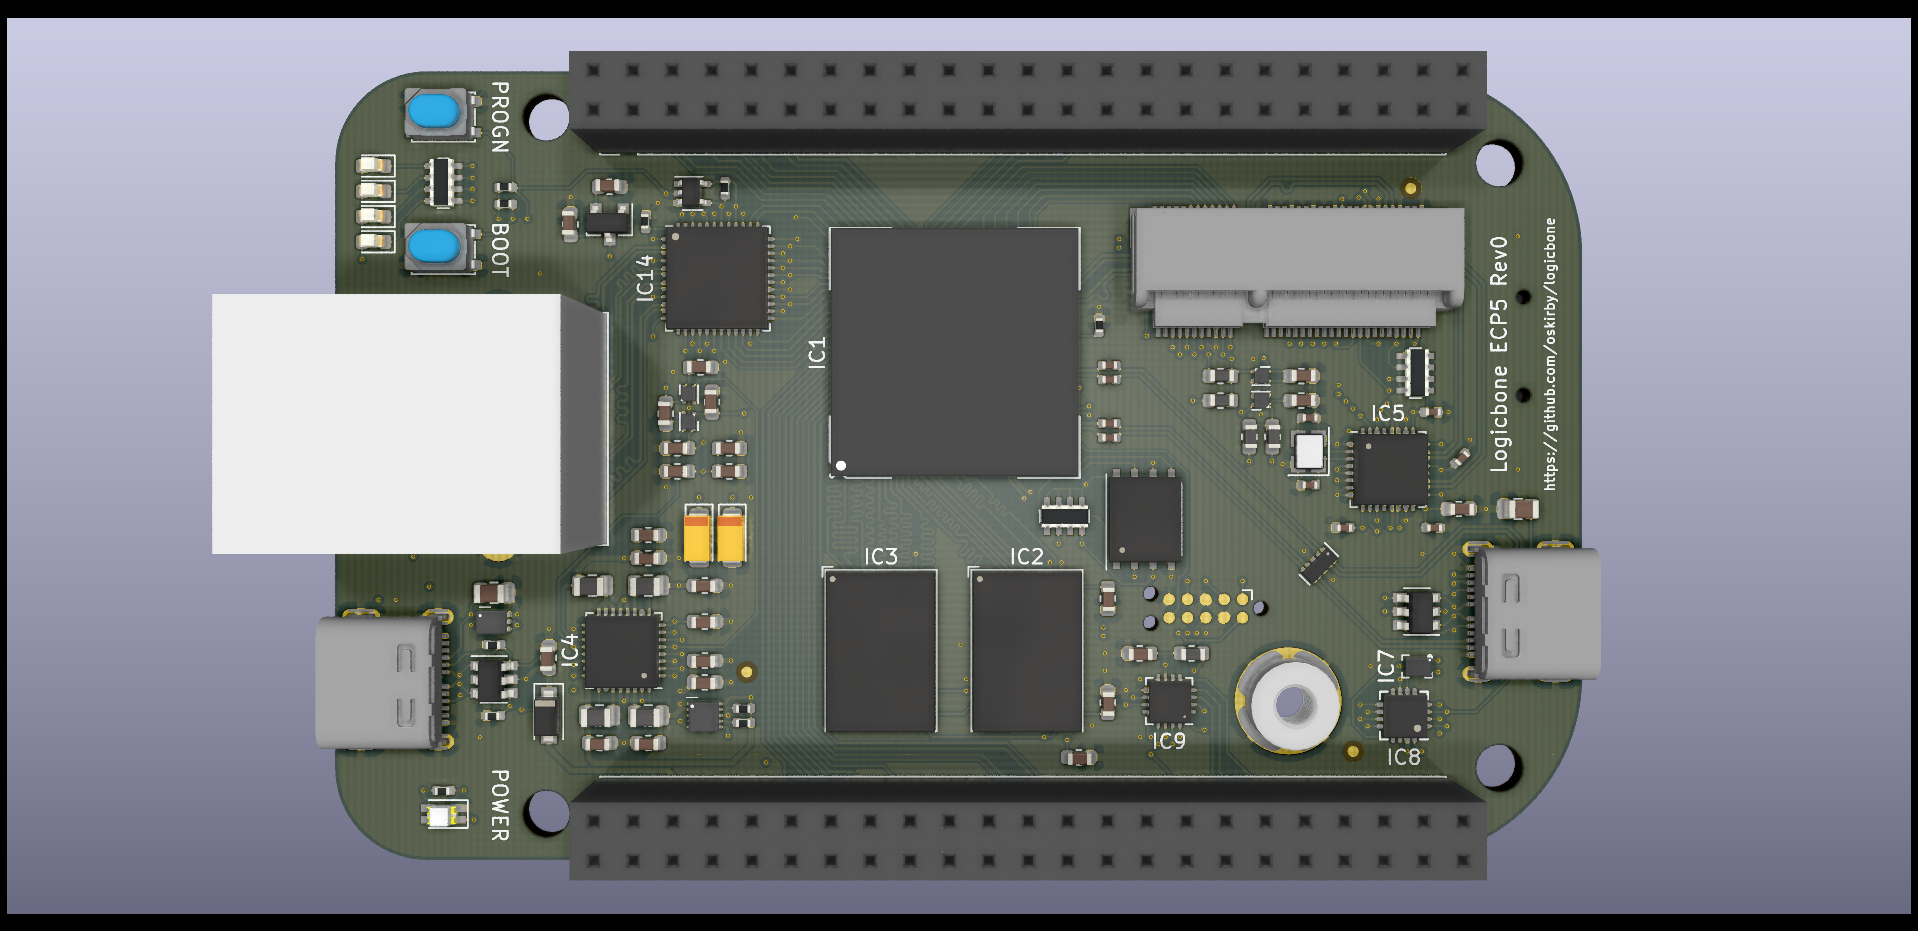 PROGN
BOOT
IC14
IC1
Logicbone ECP5 Rev0
https://github.com/oskirby/logicbone
IC5
IC3
IC2
IC4
IC7
IC9
IC8
POWER